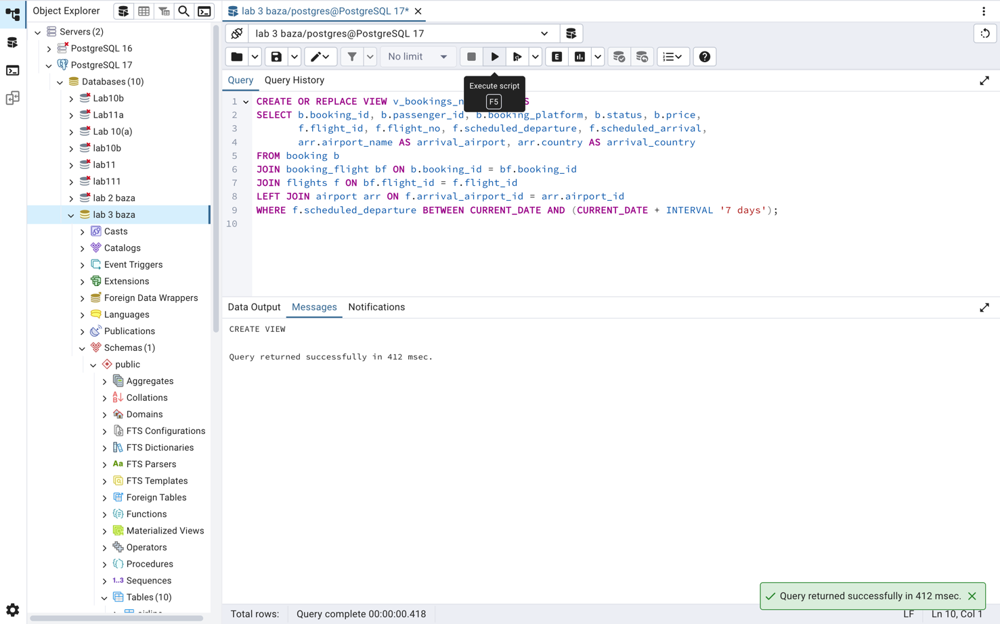 Object Explorer
lab 3 baza/postgres@PostgreSQL 17*
Servers (2)
PostgreSQL 16
PostgreSQL 17
Databases (10)
Lab10b
Lab11a
Lab 10(a)
lab10b
lab11
lab111
lab 2 baza
lab 3 baza
Casts
Catalogs
Event Triggers
Extensions
Foreign Data Wrappers
Languages
Publications
Schemas (1)
public
Aggregates
Collations
Domains
FTS Configurations
FTS Dictionaries
Aa FTS Parsers
FTS Templates
Foreign Tables
Functions
Materialized Views
Operators
Procedures
1..3 Sequences
Tables (10)
lab 3 baza/postgres@PostgreSQL 17
No limit
E
Query Query History
Execute script
F5
1 CREATE OR REPLACE VIEW v_bookings_n S
2 SELECT b.booking_id, b.passenger_id, b.booking_platform, b.status, b.price,
3 f.flight_id, f.flight_no, f.scheduled_departure, f.scheduled_arrival,
4 arr.airport_name AS arrival_airport, arr.country AS arrival_country
5 FROM booking b
6 JOIN booking_flight bf ON b.booking_id = bf.booking_id
7 JOIN flights f ON bf.flight_id = f.flight_id
8 LEFT JOIN airport arr ON f.arrival_airport_id = arr.airport_id
9 WHERE f.scheduled_departure BETWEEN CURRENT_DATE AND (CURRENT_DATE + INTERVAL '7 days');
10
Data Output Messages Notifications
CREATE VIEW
Query returned successfully in 412 msec.
Query returned successfully in 412 msec.
Total rows: Query complete 00:00:00.418 LF Ln 10, Col 1